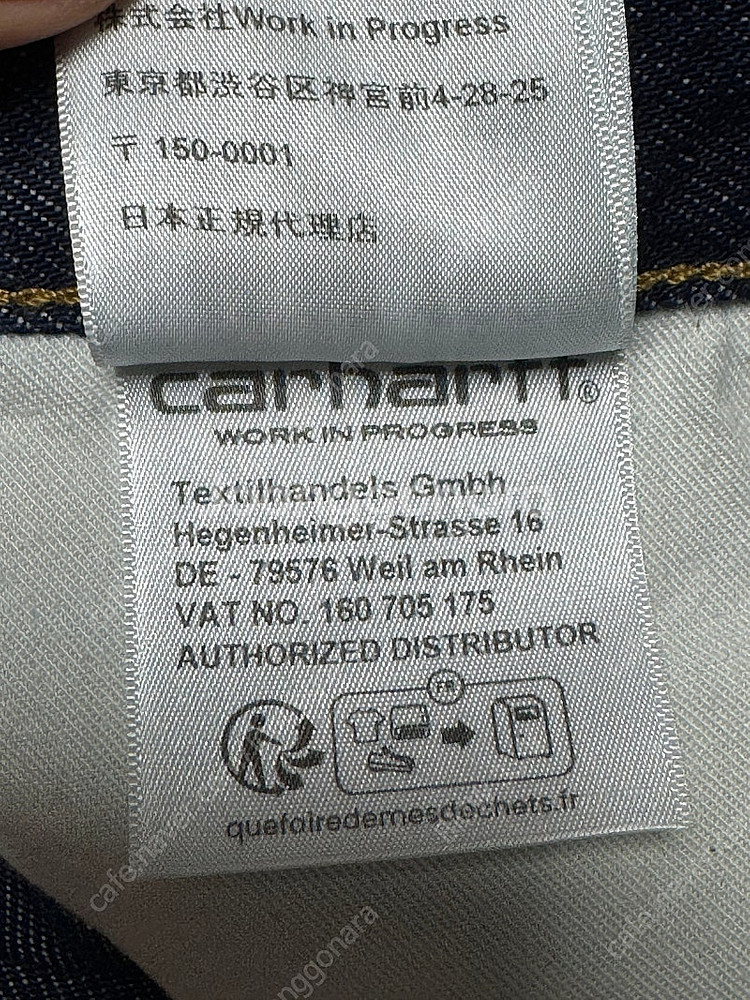 株式会社Work in Progress
東京都渋谷区神宮前4-28-25
〒 150-0001
日本正規代理店
carhartt®
WORK IN PROGRESS
Textilhandels Gmbh
Hegenheimer-Strasse 16
DE - 79576 Weil am Rhein
VAT NO. 160 705 175
AUTHORIZED DISTRIBUTOR
FR
quefairedemesdechets.fr